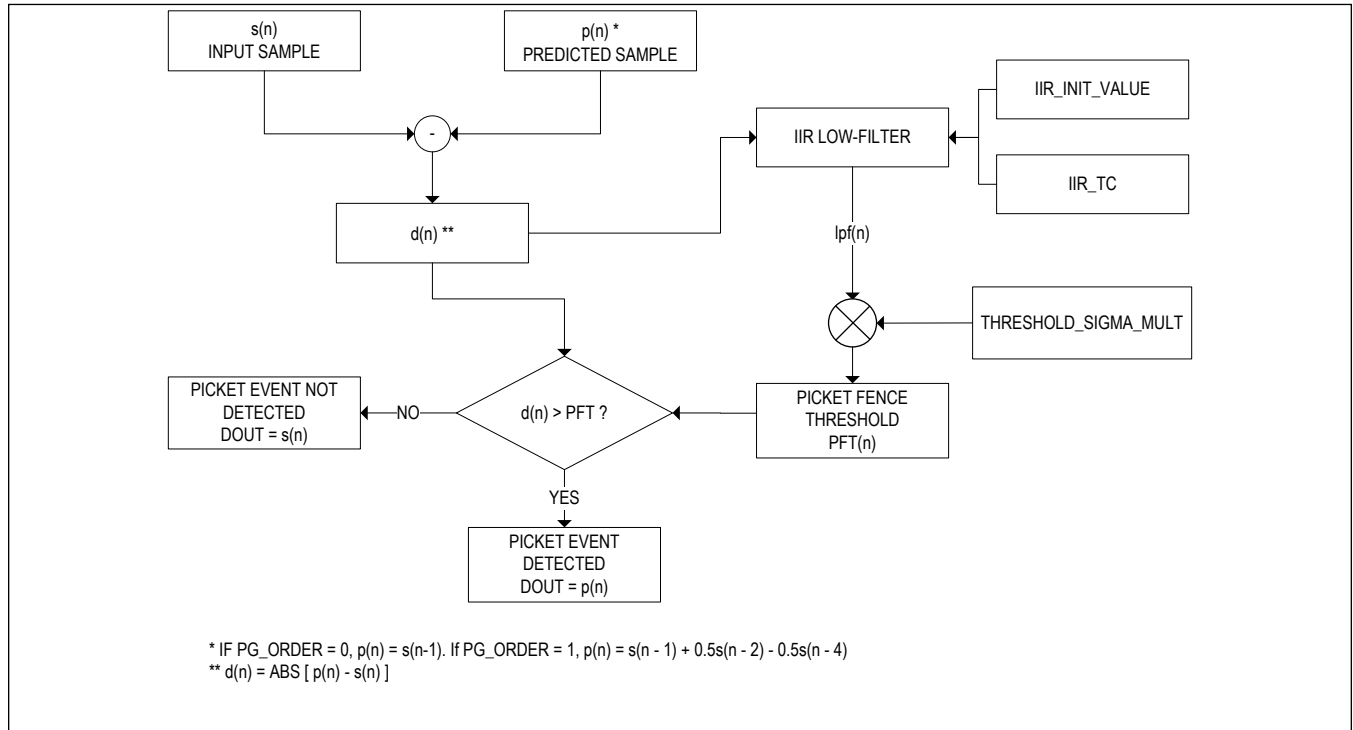 s(n)
INPUT SAMPLE
p(n) *
PREDICTED SAMPLE
IIR_INIT_VALUE
-
IIR LOW-FILTER
IIR_TC
d(n) **
lpf(n)
THRESHOLD_SIGMA_MULT
PICKET EVENT NOT
DETECTED
DOUT = s(n)
NO
d(n) > PFT ?
PICKET FENCE
THRESHOLD
PFT(n)
YES
PICKET EVENT
DETECTED
DOUT = p(n)
* IF PG_ORDER = 0, p(n) = s(n-1). If PG_ORDER = 1, p(n) = s(n - 1) + 0.5s(n - 2) - 0.5s(n - 4)
** d(n) = ABS [ p(n) - s(n) ]